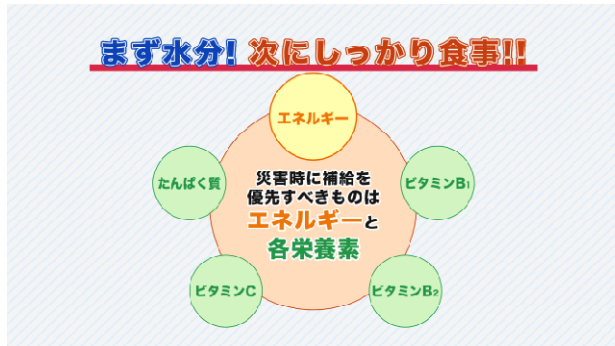 まず水分! 次にしっかり食事!!
エネルギー
たんぱく質
災害時に補給を
優先すべきものは
エネルギーと
各栄養素
ビタミンB1
ビタミンC
ビタミンB2